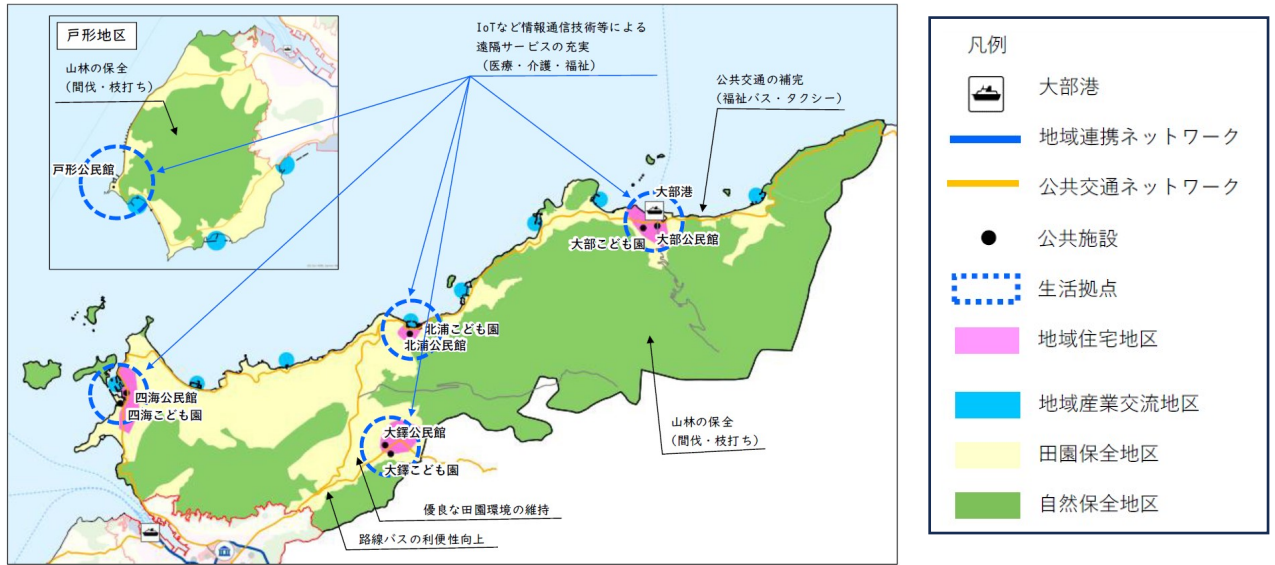 戸形地区
山林の保全
（間伐・枝打ち）
戸形公民館
IoTなど情報通信技術等による
遠隔サービスの充実
（医療・介護・福祉）
公共交通の補完
（福祉バス・タクシー）
大部港
大部こども園
大部公民館
北浦こども園
北浦公民館
四海公民館
四海こども園
大鐸公民館
大鐸こども園
山林の保全
（間伐・枝打ち）
優良な田園環境の維持
路線バスの利便性向上
凡例
大部港
地域連携ネットワーク
公共交通ネットワーク
公共施設
生活拠点
地域住宅地区
地域産業交流地区
田園保全地区
自然保全地区